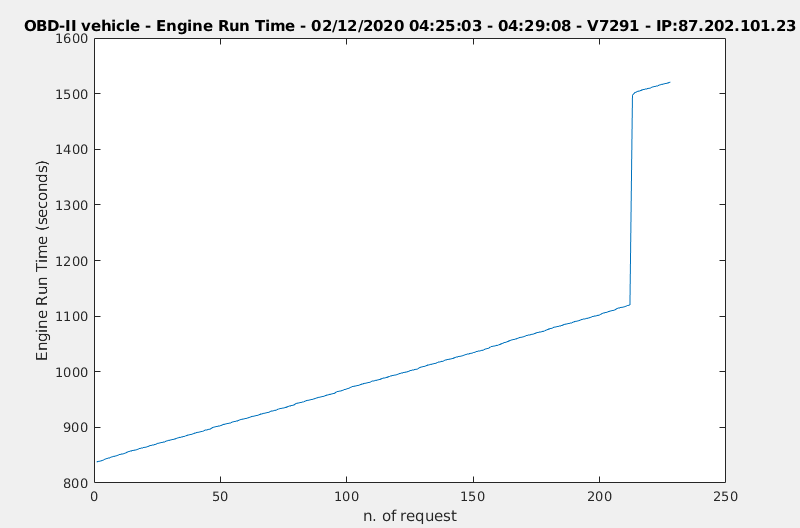 OBD-II vehicle - Engine Run Time - 02/12/2020 04:25:03 - 04:29:08 - V7291 - IP:87.202.101.23
1600
1500
1400
1300
1200
1100
1000
900
800
Engine Run Time (seconds)
0 50 100 150 200 250
n. of request